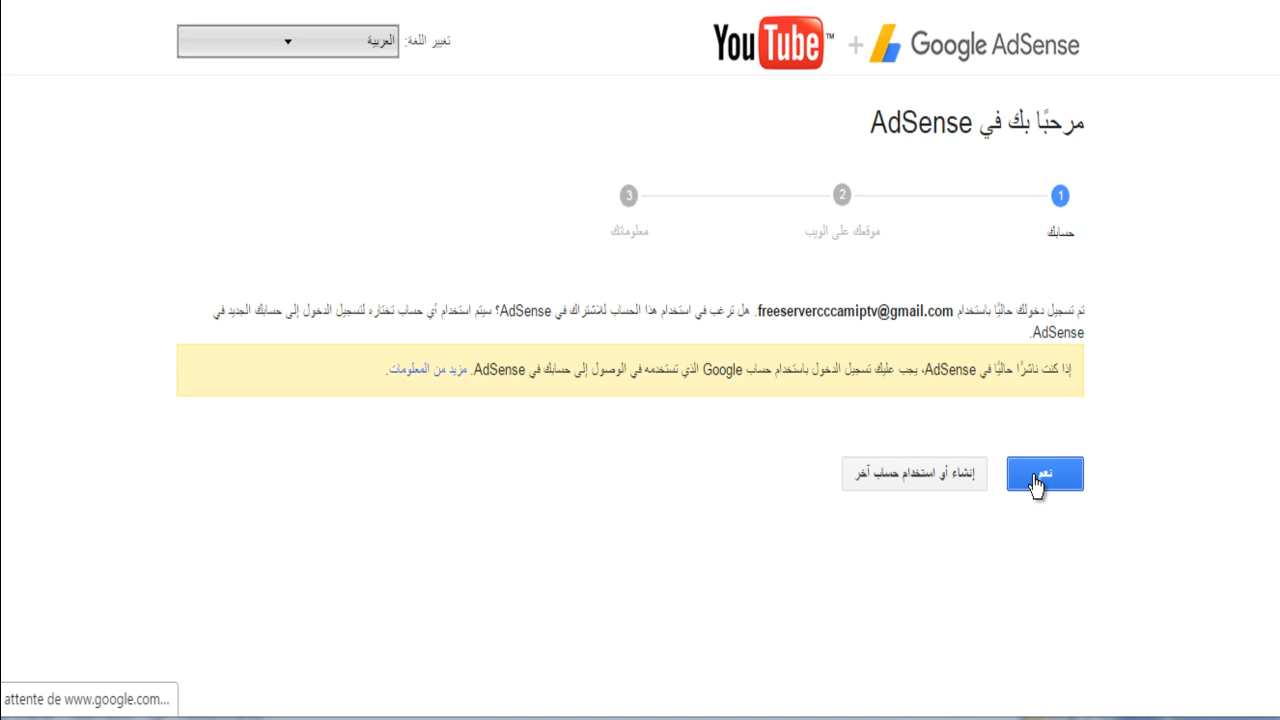 YouTube™ + Google AdSense
تغيير اللغة: العربية
مرحبًا بك في AdSense
1 2 3
حسابك موقعك على الويب معلوماتك
تم تسجيل دخولك حاليًا باستخدام freeservercccamiptv@gmail.com. هل ترغب في استخدام هذا الحساب للاشتراك في AdSense؟ سيتم استخدام أي حساب تختاره لتسجيل الدخول إلى حسابك الجديد في
AdSense.
إذا كنت ناشرًا حاليًا في AdSense، يجب عليك تسجيل الدخول باستخدام حساب Google الذي تستخدمه في الوصول إلى حسابك في AdSense. مزيد من المعلومات.
نعم إنشاء أو استخدام حساب آخر
attente de www.google.com...